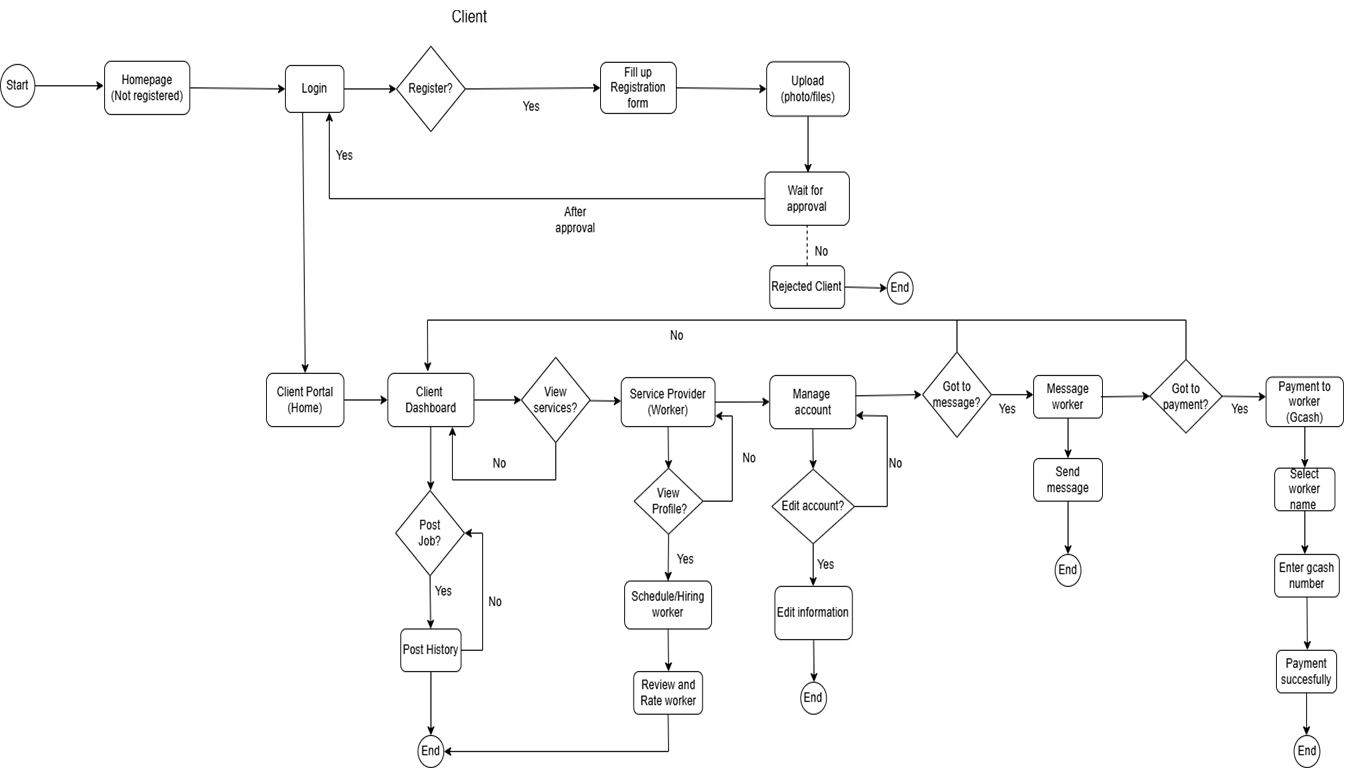 Client
Start
Homepage
(Not registered)
Login
Register?
Yes
Fill up
Registration
form
Upload
(photo/files)
Yes
Wait for
approval
After
approval
No
Rejected Client
End
No
Client Portal
(Home)
Client
Dashboard
View
services?
Service Provider
(Worker)
Manage
account
Got to
message?
Yes
Message
worker
Got to
payment?
Yes
Payment to
worker
(Gcash)
No
No
No
Post
Job?
View
Profile?
Edit account?
Send
message
Select
worker
name
Yes
No
Yes
Yes
End
Enter gcash
number
Post History
Schedule/Hiring
worker
Edit information
Review and
Rate worker
End
Payment
succesfully
End
End